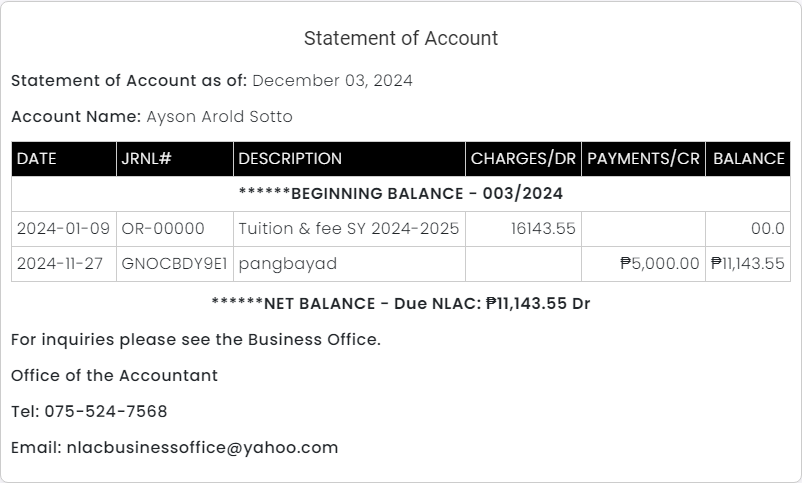 Statement of Account
Statement of Account as of: December 03, 2024
Account Name: Ayson Arold Sotto
DATE JRNL# DESCRIPTION CHARGES/DR PAYMENTS/CR BALANCE
******BEGINNING BALANCE - 003/2024
2024-01-09 OR-00000 Tuition & fee SY 2024-2025 16143.55 00.0
2024-11-27 GNOCBDY9E1 pangbayad ₱5,000.00 ₱11,143.55
******NET BALANCE - Due NLAC: ₱11,143.55 Dr
For inquiries please see the Business Office.
Office of the Accountant
Tel: 075-524-7568
Email: nlacbusinessoffice@yahoo.com